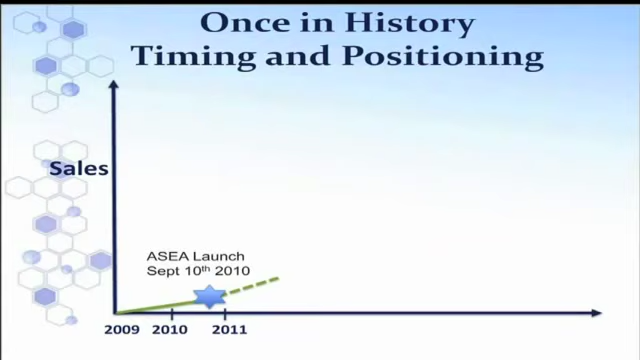 Once in History
Timing and Positioning
Sales
ASEA Launch
Sept 10th 2010
2009 2010 2011